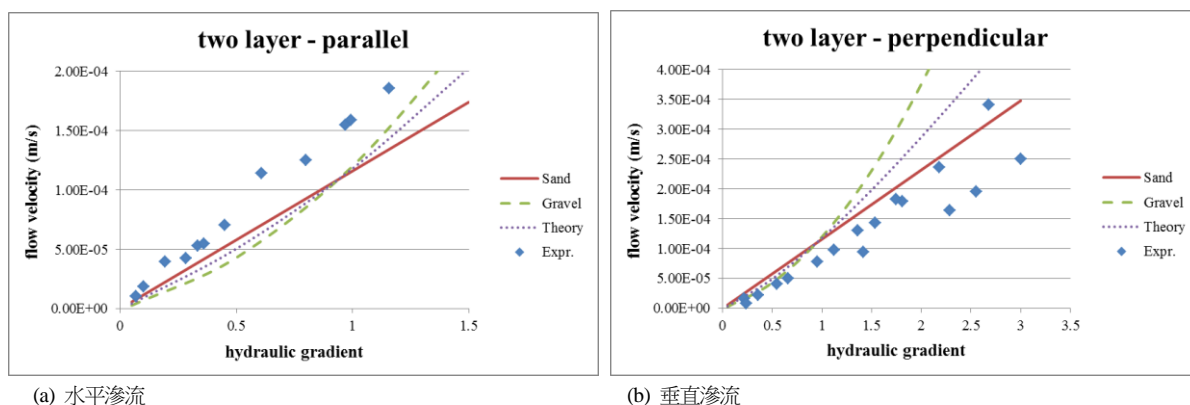 two layer - parallel
2.00E-04
1.50E-04
1.00E-04
5.00E-05
0.00E+00
flow velocity (m/s)
0 0.5 1 1.5
hydraulic gradient
Sand
Gravel
Theory
Expr.
(a) 水平滲流
two layer - perpendicular
4.00E-04
3.50E-04
3.00E-04
2.50E-04
2.00E-04
1.50E-04
1.00E-04
5.00E-05
0.00E+00
flow velocity (m/s)
0 0.5 1 1.5 2 2.5 3 3.5
hydraulic gradient
Sand
Gravel
Theory
Expr.
(b) 垂直滲流